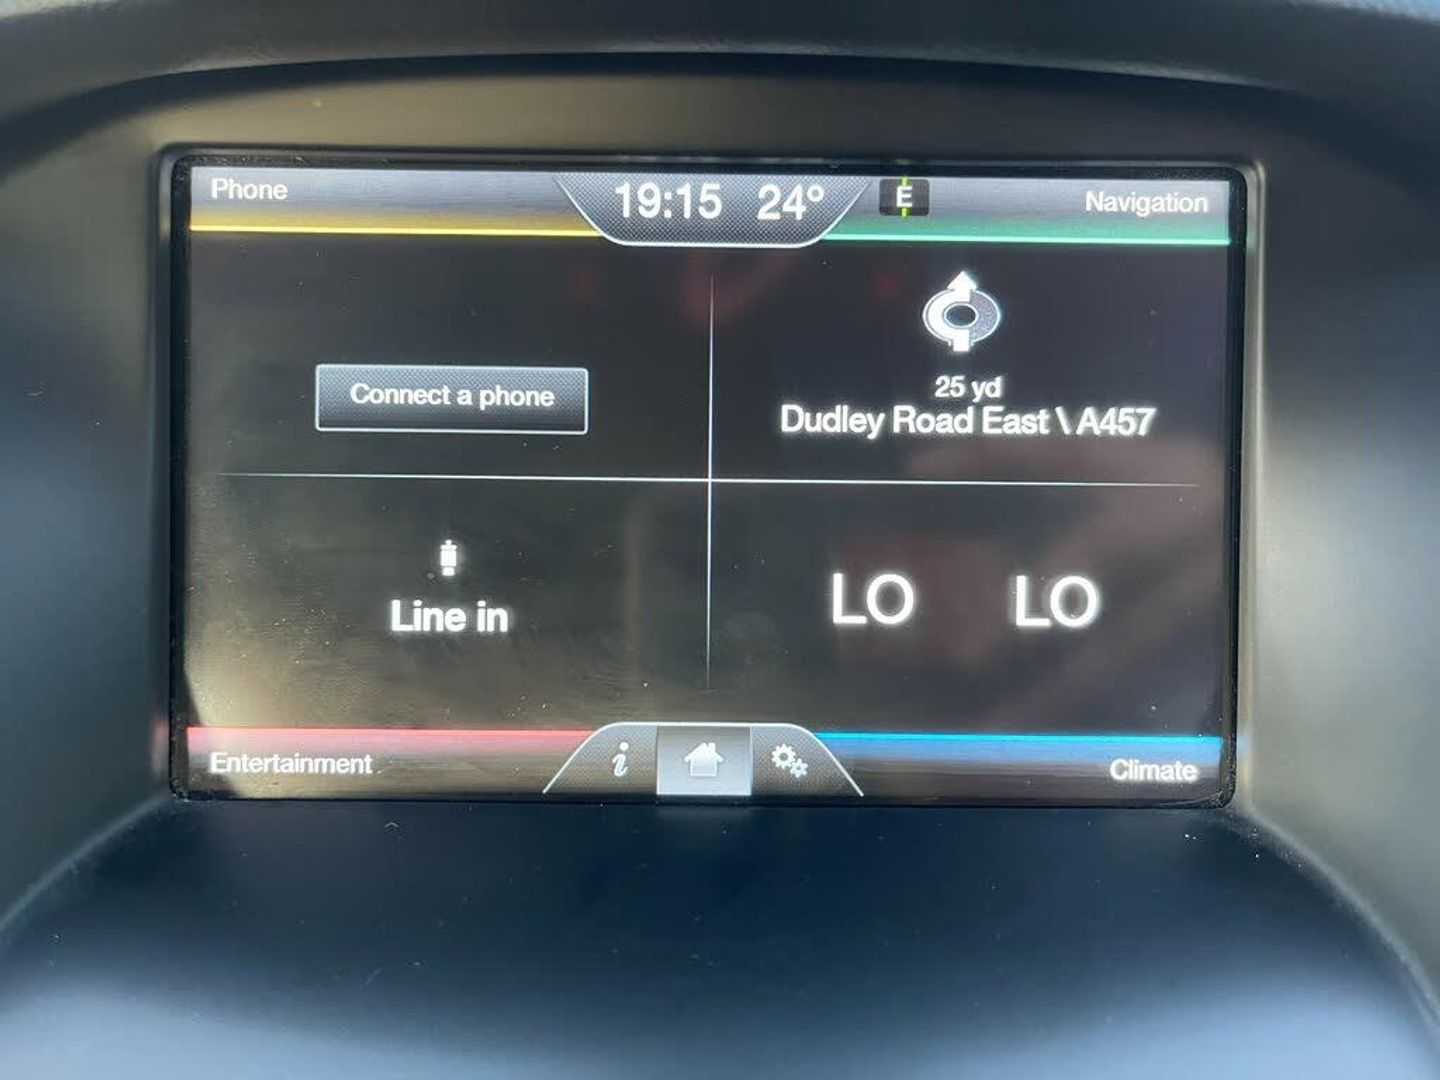 Phone
19:15 24° E
Navigation
Connect a phone
25 yd
Dudley Road East \ A457
Line in
LO LO
Entertainment
i
Climate